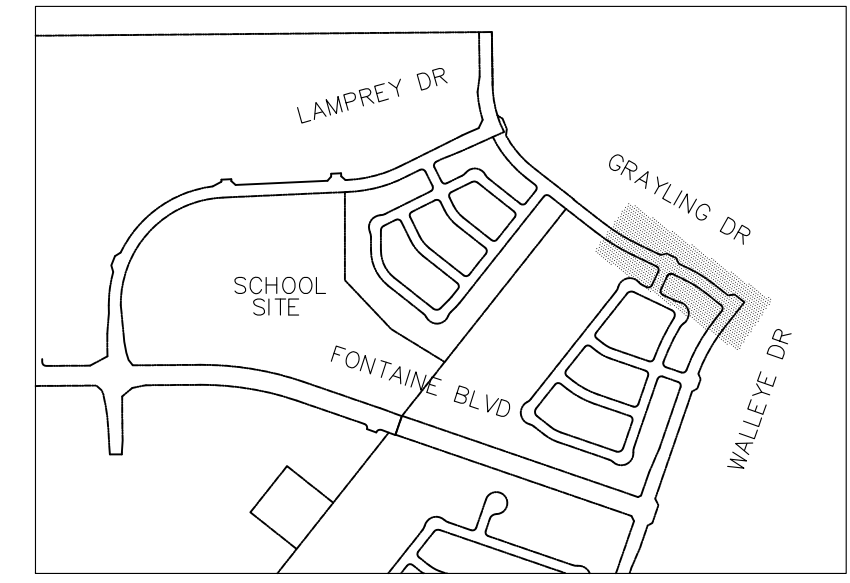 LAMPREY DR
GRAYLING DR
SCHOOL
SITE
FONTAINE BLVD
WALLEYE DR